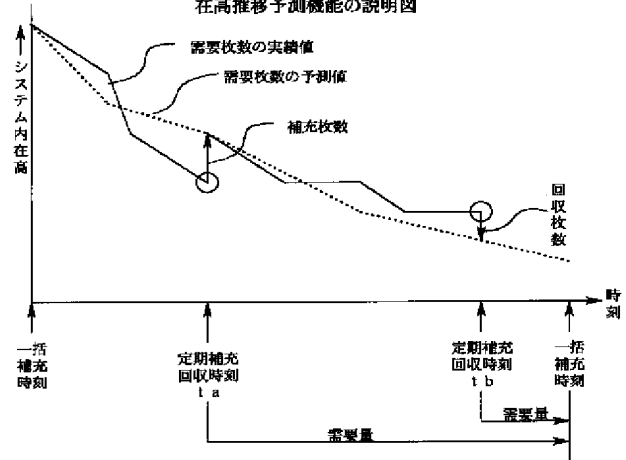 在高推移予測機能の説明図
システム内在高
需要枚数の実績値
需要枚数の予測値
補充枚数
回収枚数
時刻
一括
補充
時刻
定期補充
回収時刻
ｔａ
定期補充
回収時刻
ｔｂ
一括
補充
時刻
需要量
需要量